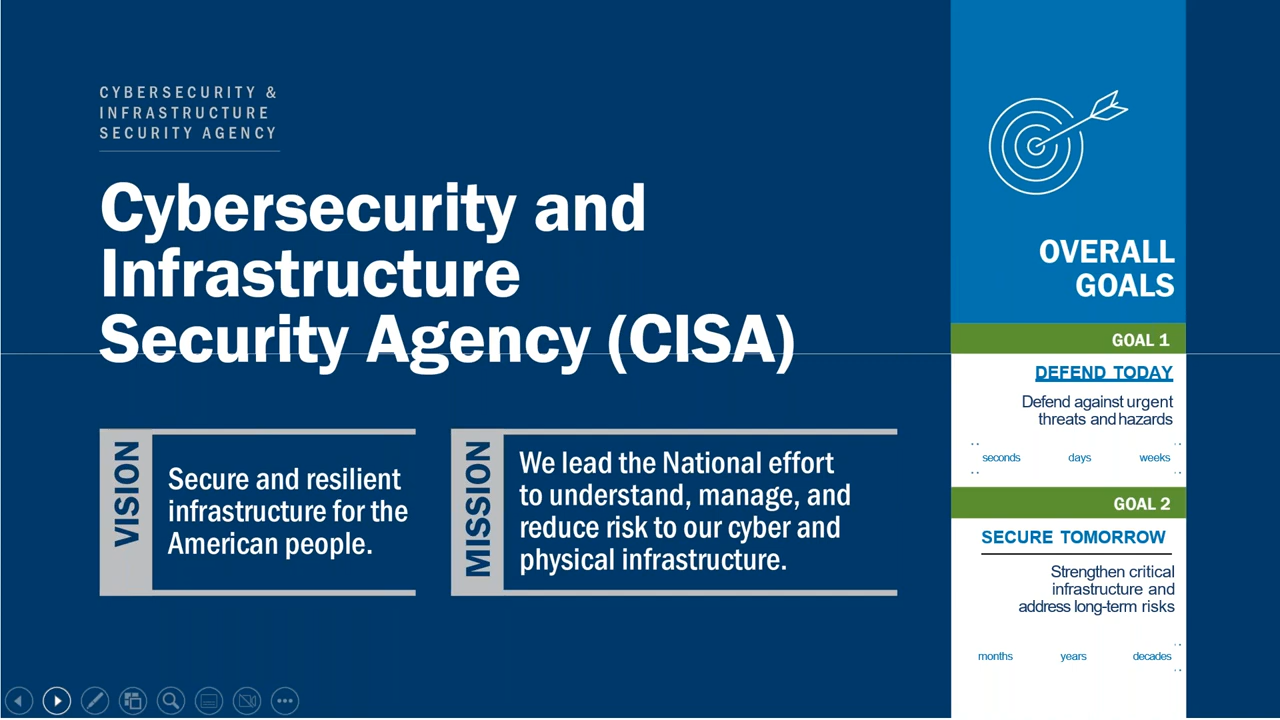 CYBERSECURITY &
INFRASTRUCTURE
SECURITY AGENCY
Cybersecurity and
Infrastructure
Security Agency (CISA)
VISION
Secure and resilient
infrastructure for the
American people.
MISSION
We lead the National effort
to understand, manage, and
reduce risk to our cyber and
physical infrastructure.
OVERALL
GOALS
GOAL 1
DEFEND TODAY
Defend against urgent
threats and hazards
seconds days weeks
GOAL 2
SECURE TOMORROW
Strengthen critical
infrastructure and
address long-term risks
months years decades